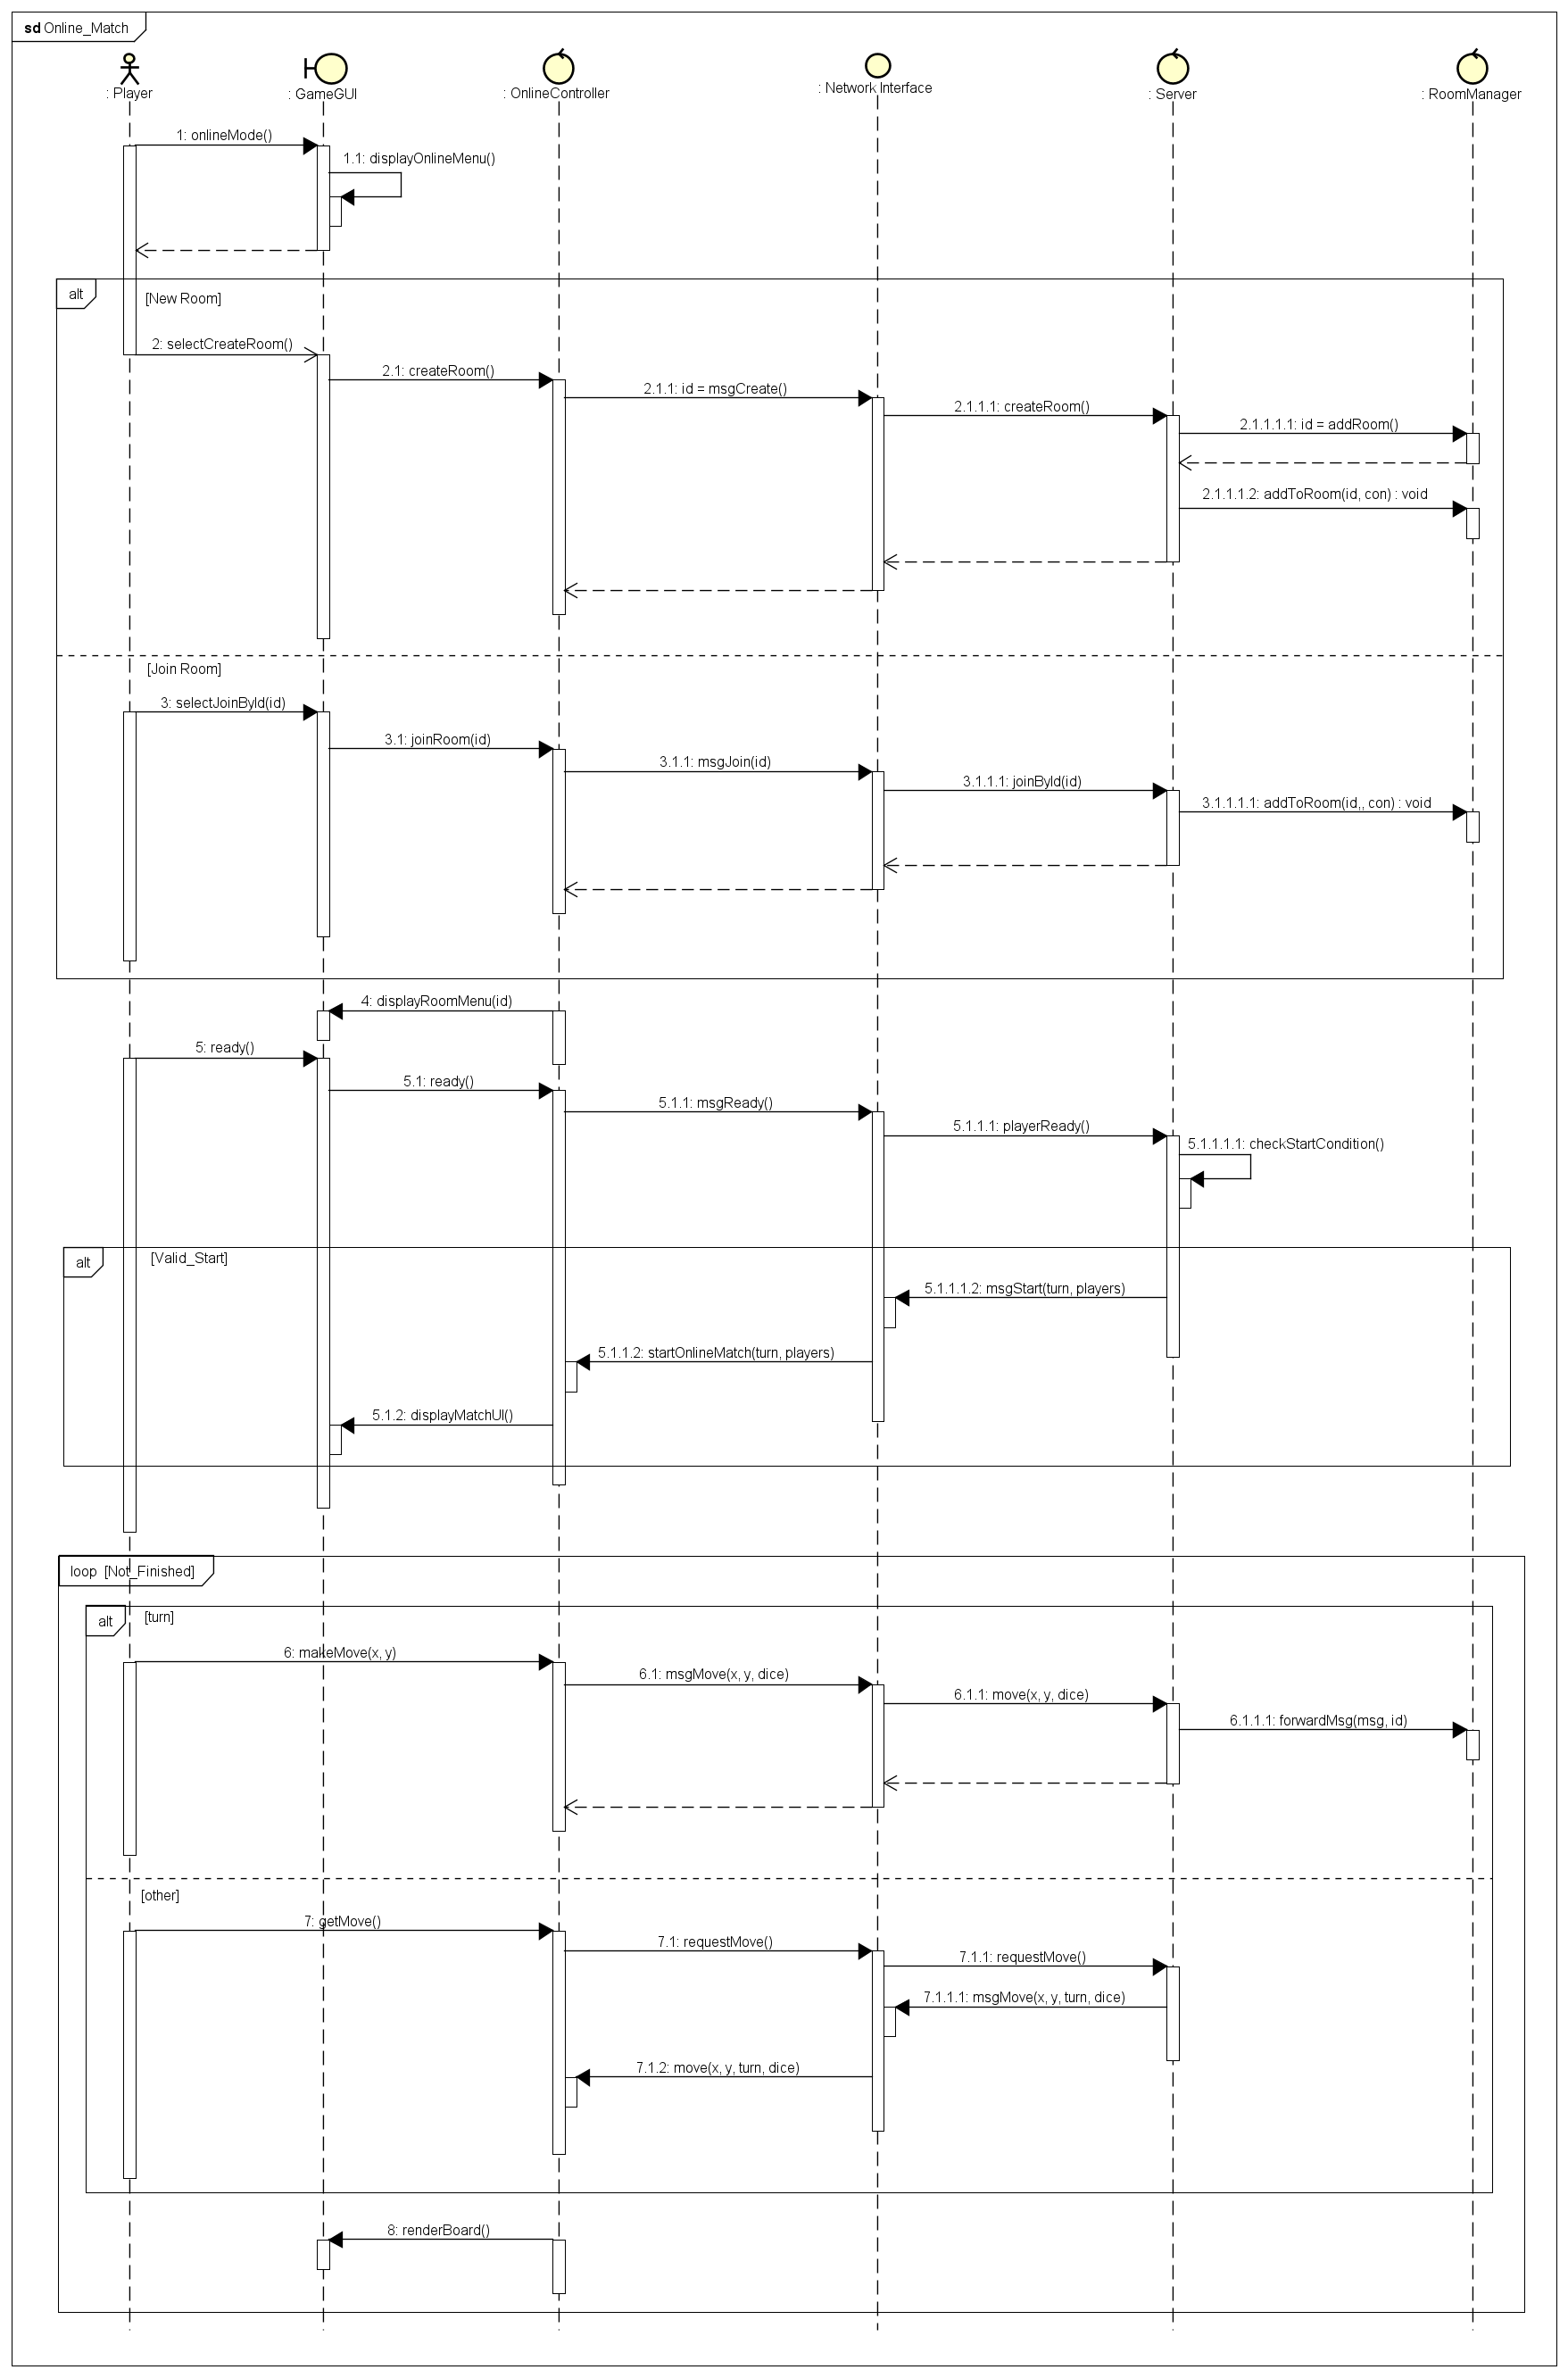 sd Online_Match
: Player
: GameGUI
: OnlineController
: Network Interface
: Server
: RoomManager
1: onlineMode()
1.1: displayOnlineMenu()
alt
[New Room]
2: selectCreateRoom()
2.1: createRoom()
2.1.1: id = msgCreate()
2.1.1.1: createRoom()
2.1.1.1.1: id = addRoom()
2.1.1.1.2: addToRoom(id, con) : void
[Join Room]
3: selectJoinById(id)
3.1: joinRoom(id)
3.1.1: msgJoin(id)
3.1.1.1: joinById(id)
3.1.1.1.1: addToRoom(id,, con) : void
4: displayRoomMenu(id)
5: ready()
5.1: ready()
5.1.1: msgReady()
5.1.1.1: playerReady()
5.1.1.1.1: checkStartCondition()
alt
[Valid_Start]
5.1.1.1.2: msgStart(turn, players)
5.1.1.2: startOnlineMatch(turn, players)
5.1.2: displayMatchUI()
loop [Not_Finished]
alt
[turn]
6: makeMove(x, y)
6.1: msgMove(x, y, dice)
6.1.1: move(x, y, dice)
6.1.1.1: forwardMsg(msg, id)
[other]
7: getMove()
7.1: requestMove()
7.1.1: requestMove()
7.1.1.1: msgMove(x, y, turn, dice)
7.1.2: move(x, y, turn, dice)
8: renderBoard()